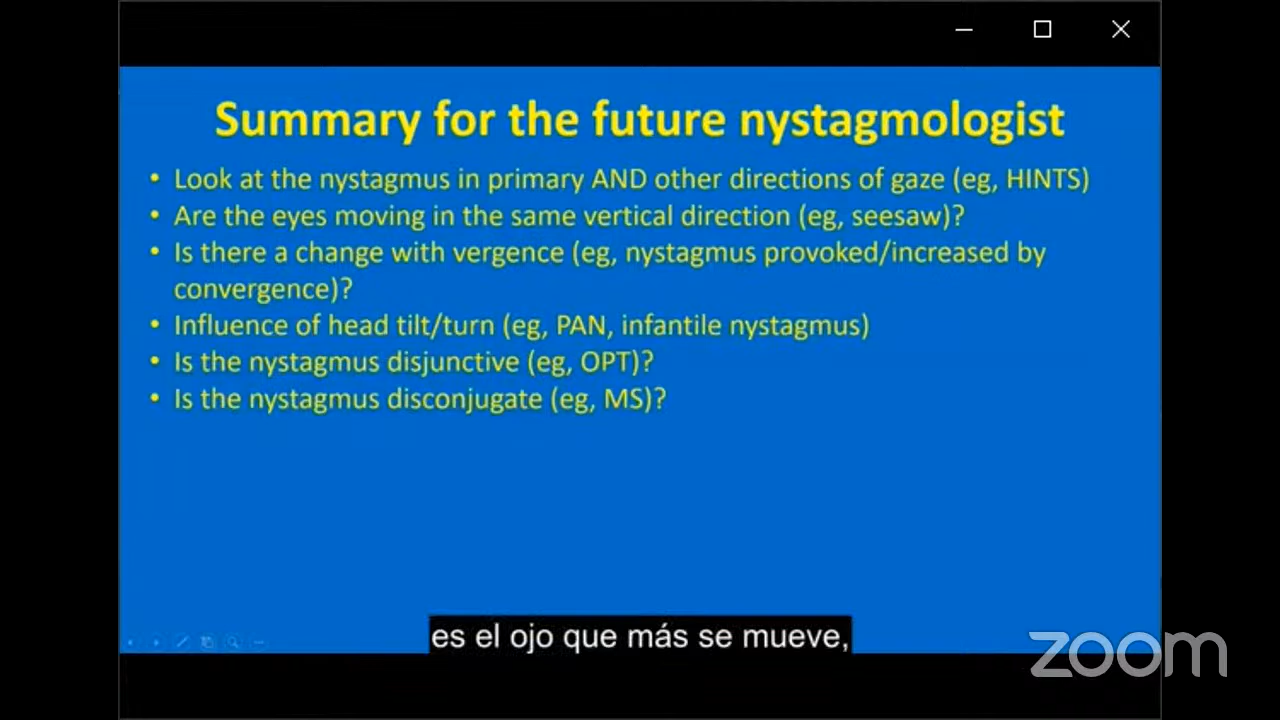 Summary for the future nystagmologist
• Look at the nystagmus in primary AND other directions of gaze (eg, HINTS)
• Are the eyes moving in the same vertical direction (eg, seesaw)?
• Is there a change with vergence (eg, nystagmus provoked/increased by
convergence)?
• Influence of head tilt/turn (eg, PAN, infantile nystagmus)
• Is the nystagmus disjunctive (eg, OPT)?
• Is the nystagmus disconjugate (eg, MS)?
es el ojo que más se mueve,
zoom